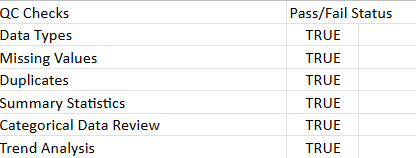 QC Checks Pass/Fail Status
Data Types TRUE
Missing Values TRUE
Duplicates TRUE
Summary Statistics TRUE
Categorical Data Review TRUE
Trend Analysis TRUE